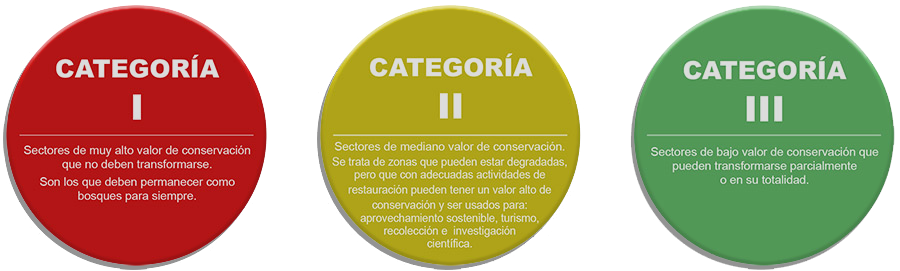 CATEGORÍA
I
Sectores de muy alto valor de conservación
que no deben transformarse.
Son los que deben permanecer como
bosques para siempre.
CATEGORÍA
II
Sectores de mediano valor de conservación.
Se trata de zonas que pueden estar degradadas,
pero que con adecuadas actividades de
restauración pueden tener un valor alto de
conservación y ser usados para:
aprovechamiento sostenible, turismo,
recolección e investigación
científica.
CATEGORÍA
III
Sectores de bajo valor de conservación que
pueden transformarse parcialmente
o en su totalidad.